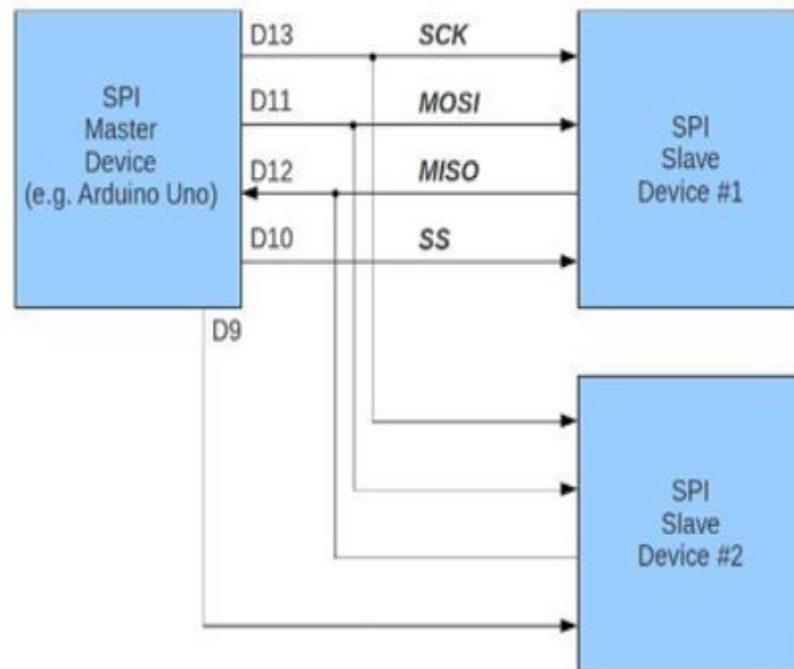 SPI
Master
Device
(e.g. Arduino Uno)
D13
SCK
D11
MOSI
D12
MISO
D10
SS
D9
SPI
Slave
Device #1
SPI
Slave
Device #2